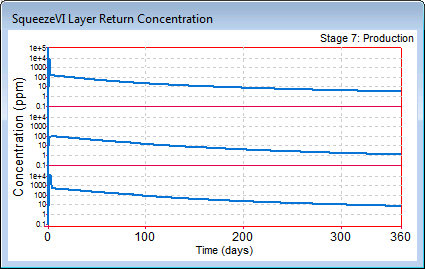 SqueezeVI Layer Return Concentration
Stage 7: Production
Concentration (ppm)
1e+5
1e+4
1000
100
10
1
0.1
1e+4
1000
100
10
1
0.1
1e+4
1000
100
10
1
0.1
0 100 200 300 360
Time (days)